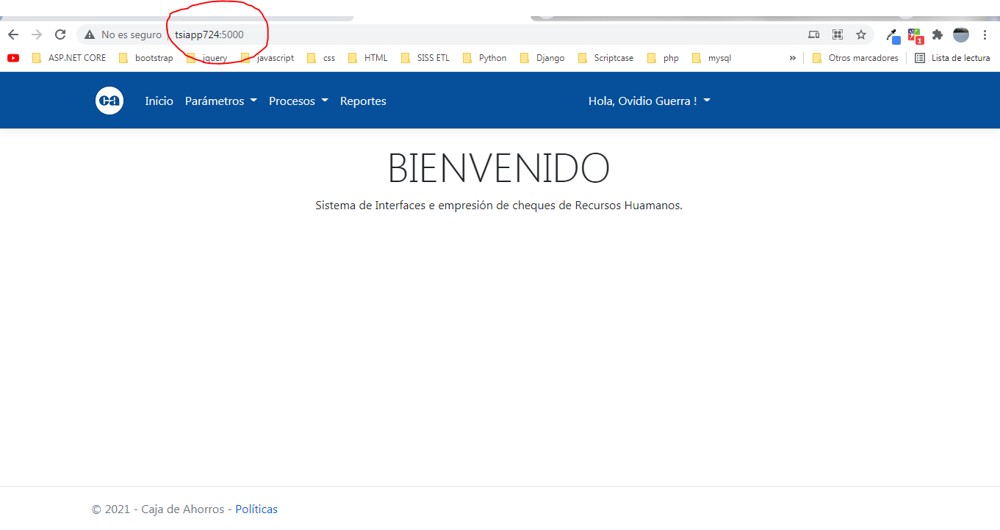 No es seguro | tsiapp724:5000
ASP.NET CORE bootstrap jquery javascript css HTML SISS ETL Python Django Scriptcase php mysql » Otros marcadores Lista de lectura
1
ca Inicio Parámetros Procesos Reportes Hola, Ovidio Guerra !
BIENVENIDO
Sistema de Interfaces e empresión de cheques de Recursos Huamanos.
© 2021 - Caja de Ahorros - Políticas